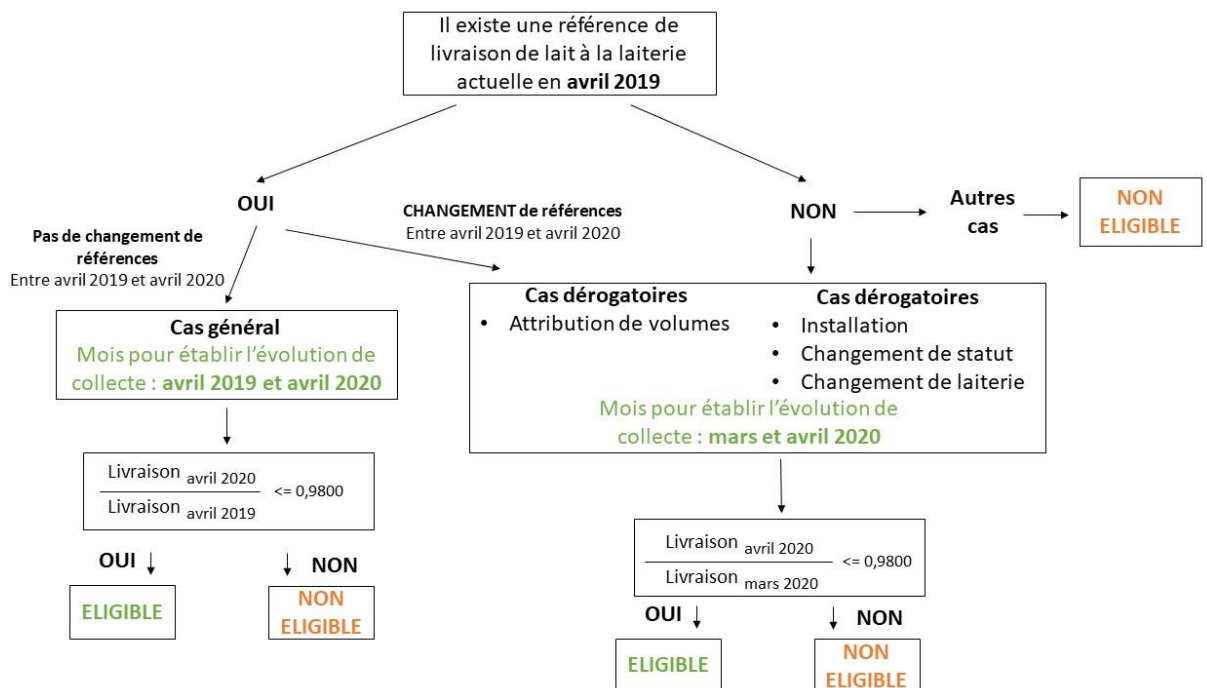 Il existe une référence de
livraison de lait à la laiterie
actuelle en avril 2019
OUI
CHANGEMENT de références
Entre avril 2019 et avril 2020
NON
Autres
cas
NON
ELIGIBLE
Pas de changement de
références
Entre avril 2019 et avril 2020
Cas général
Mois pour établir l'évolution de
collecte : avril 2019 et avril 2020
Cas dérogatoires
• Attribution de volumes
Cas dérogatoires
• Installation
• Changement de statut
• Changement de laiterie
Mois pour établir l'évolution de
collecte : mars et avril 2020
Livraison avril 2020
Livraison avril 2019
<= 0,9800
OUI
NON
ELIGIBLE
NON
ELIGIBLE
Livraison avril 2020
Livraison mars 2020
<= 0,9800
OUI
NON
ELIGIBLE
NON
ELIGIBLE